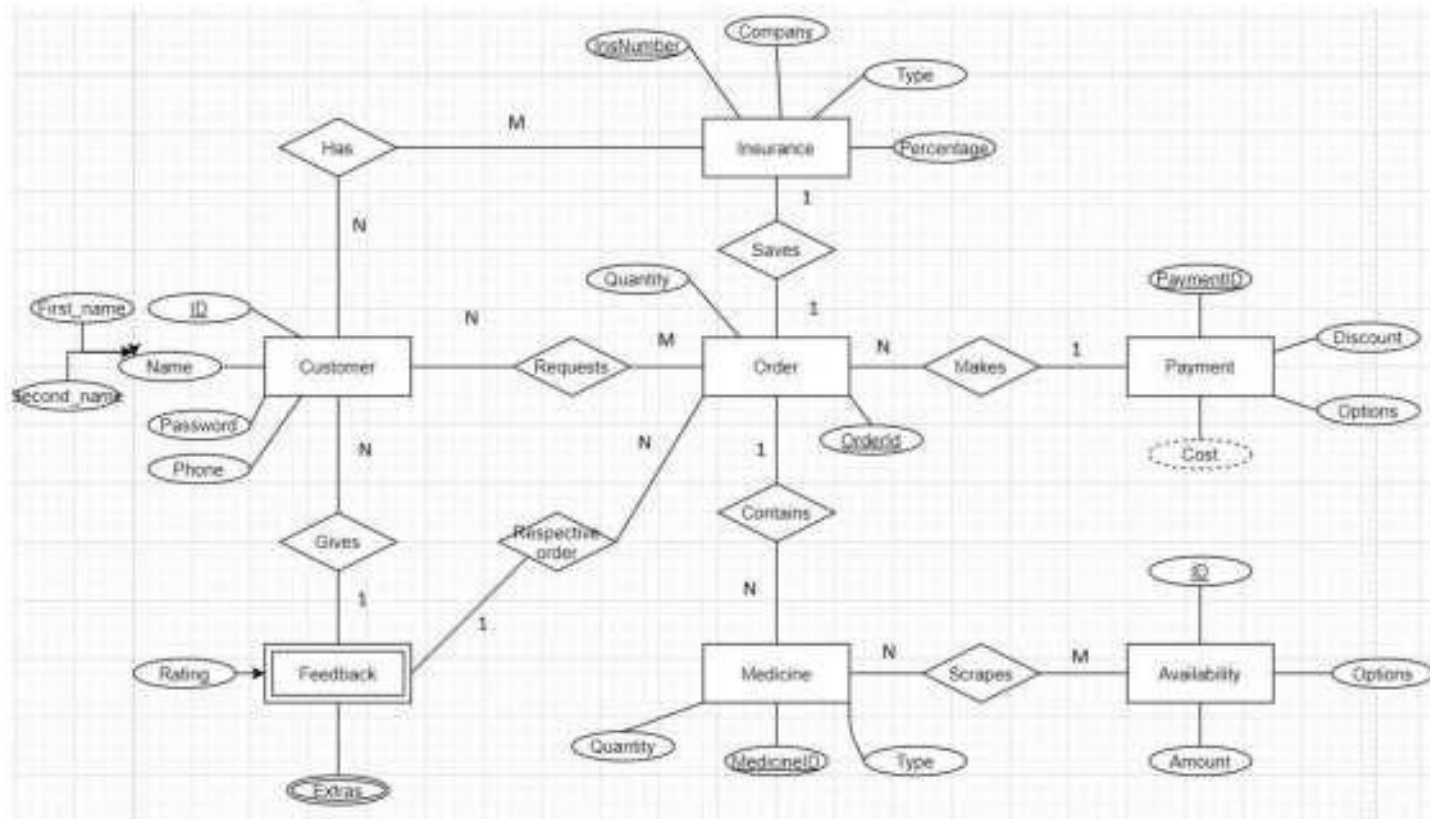 Company
InsNumber
Type
M
Has
Insurance
Percentage
1
N
Saves
Quantity
PaymentID
First_name
ID
1
N
Discount
M
N
1
Name
Customer
Requests
Order
Makes
Payment
Second_name
Options
Password
OrderId
N
N
1
Cost
Phone
Contains
Respective
order
Gives
ID
N
1
1
N
M
Rating
Feedback
Medicine
Scrapes
Availability
Options
Quantity
MedicineID
Type
Amount
Extras